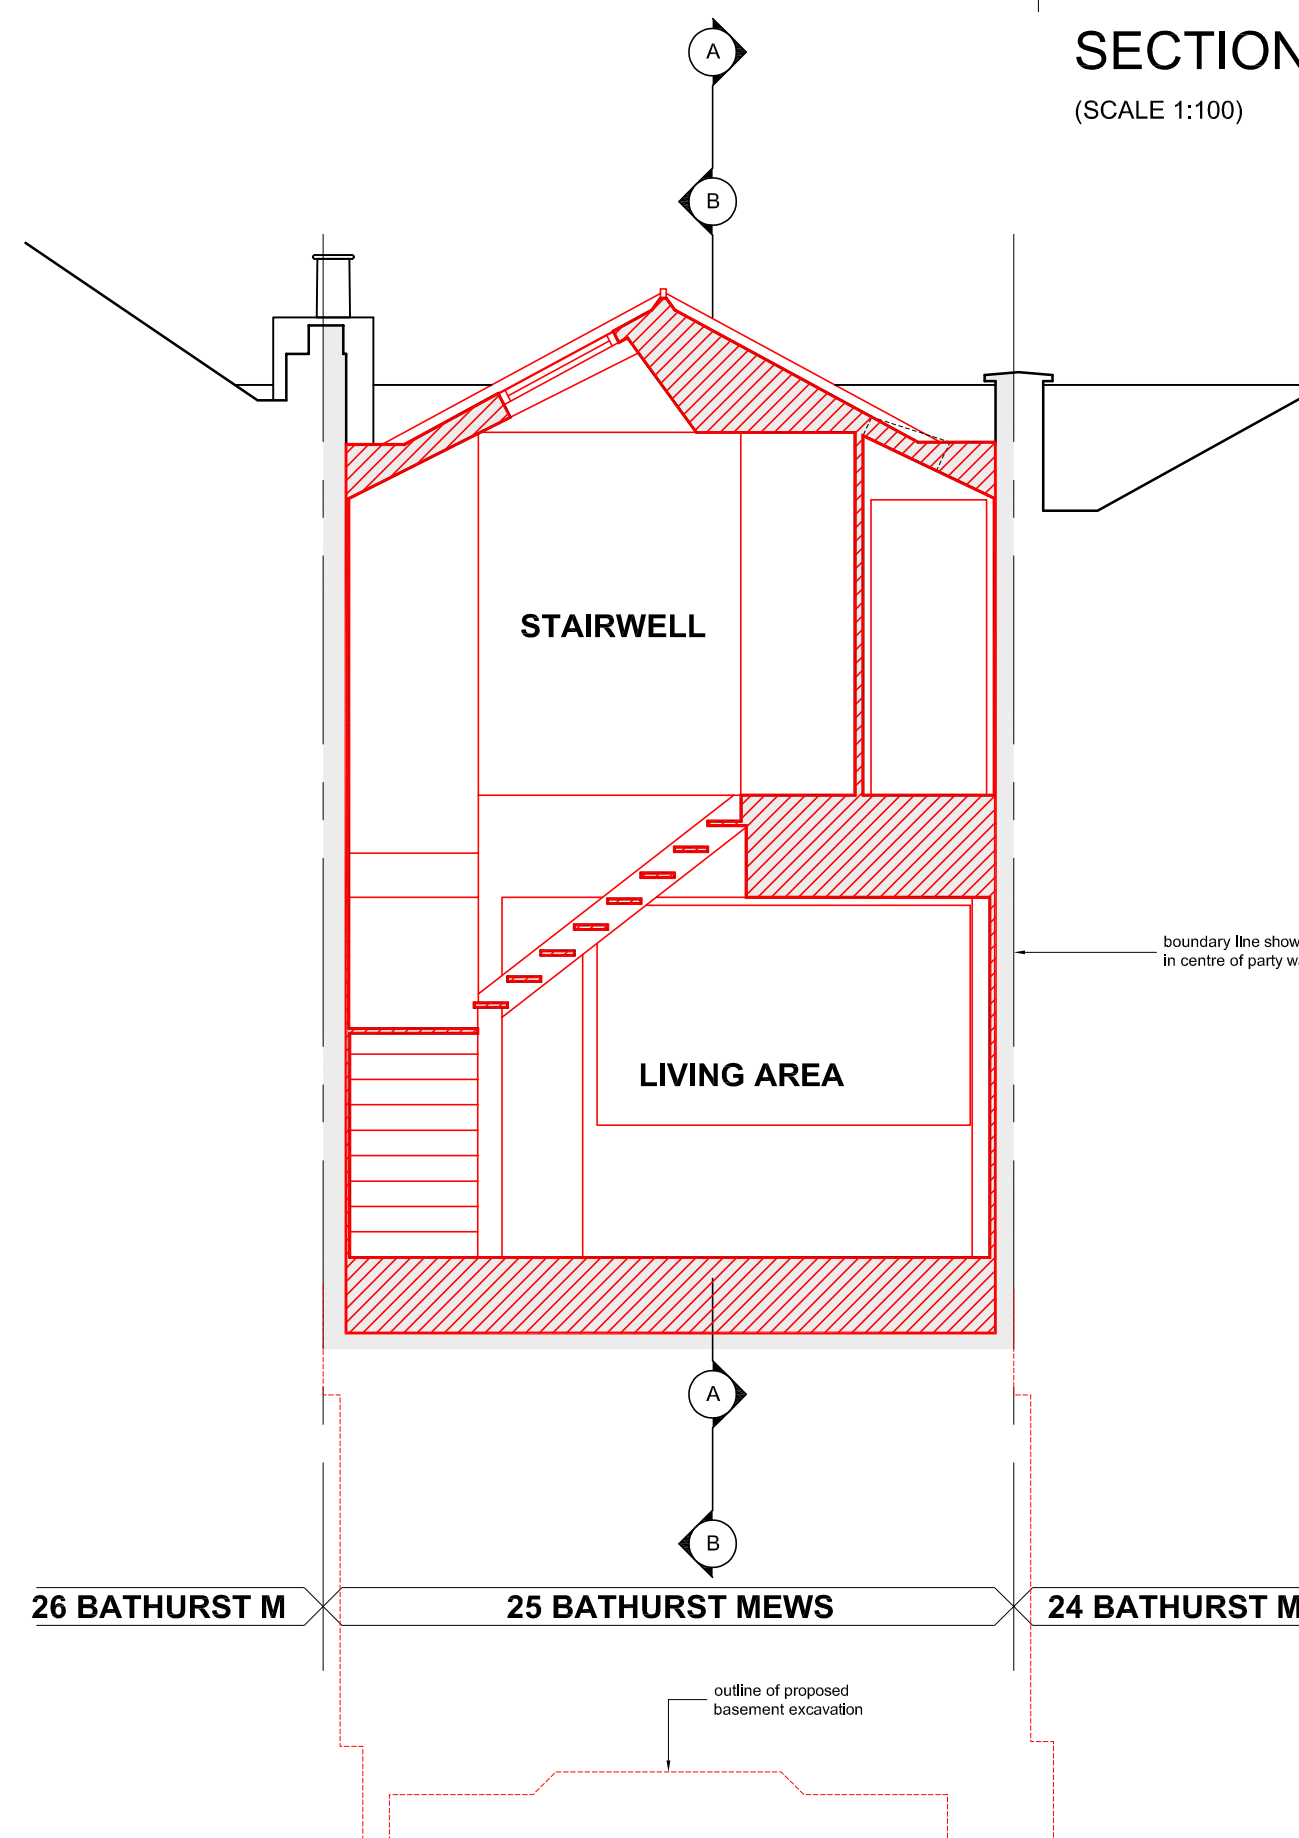 A
SECTION
(SCALE 1:100)
B
STAIRWELL
boundary line show
in centre of party w
LIVING AREA
A
B
26 BATHURST M
25 BATHURST MEWS
24 BATHURST M
outline of proposed
basement excavation